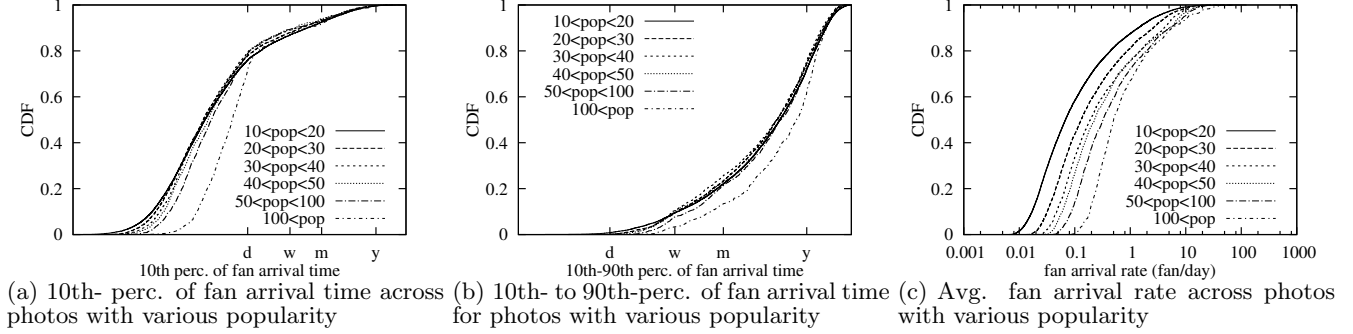 1
0.8
0.6
0.4
0.2
0
CDF
10<pop<20
20<pop<30
30<pop<40
40<pop<50
50<pop<100
100<pop
d w m y
10th perc. of fan arrival time
(a) 10th- perc. of fan arrival time across
photos with various popularity
1
0.8
0.6
0.4
0.2
0
CDF
10<pop<20
20<pop<30
30<pop<40
40<pop<50
50<pop<100
100<pop
d w m y
10th-90th perc. of fan arrival time
(b) 10th- to 90th-perc. of fan arrival time
for photos with various popularity
1
0.8
0.6
0.4
0.2
0
CDF
10<pop<20
20<pop<30
30<pop<40
40<pop<50
50<pop<100
100<pop
0.001 0.01 0.1 1 10 100 1000
fan arrival rate (fan/day)
(c) Avg. fan arrival rate across photos
with various popularity